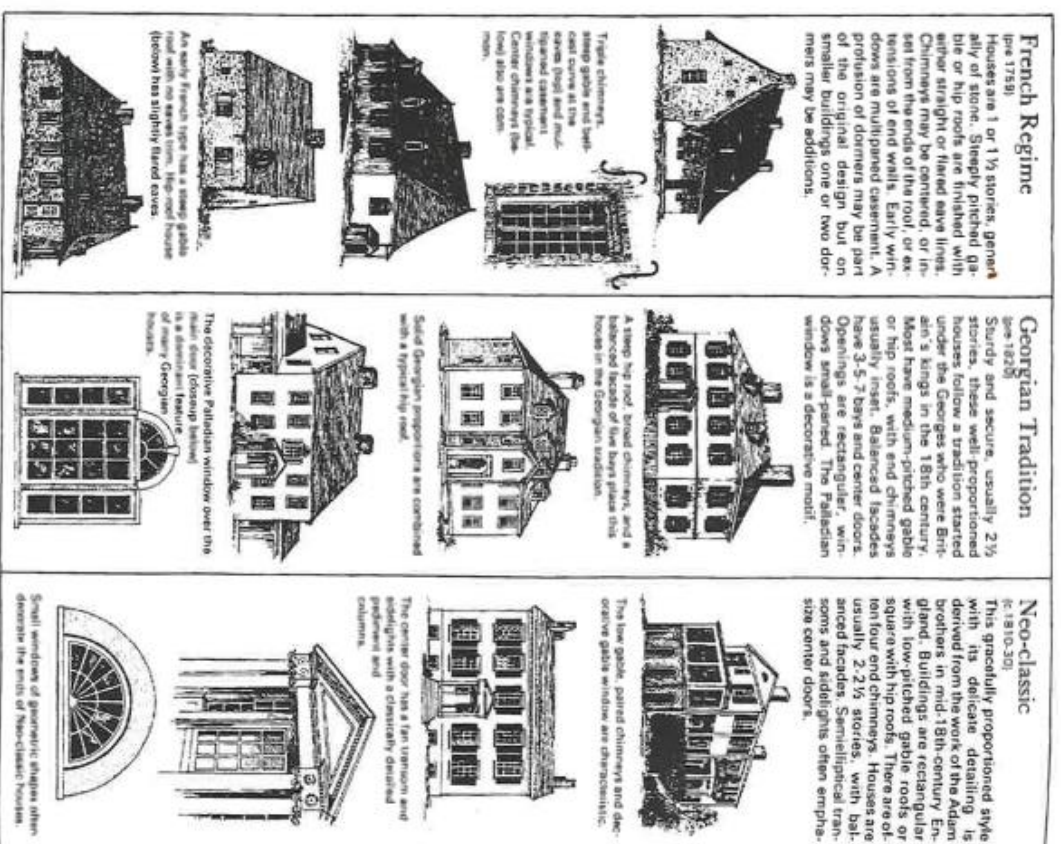 French Regime
(pre 1759)
Houses are 1 or 1½ stories, gener-
ally of stone. Steeply pitched ga-
ble or hip roofs are finished with
either straight or flared eave lines.
Chimneys may be centered, or in-
set from the ends of the roof, or ex-
tensions of end walls. Early win-
dows are multipaned casement. A
profusion of dormers may be part
of the original design but on
smaller buildings one or two dor-
mers may be additions.
Triple chimneys,
steep gable and bell-
cast curve at the
eaves (top) and mul-
tipaned casement
windows are typical.
Center chimneys (be-
low) also are com-
mon.
An early French type has a steep gable
roof with no eaves trim. Hip-roof house
(below) has slightly flared eaves.
Georgian Tradition
(pre-1820)
Sturdy and secure, usually 2½
stories, these well-proportioned
houses follow a tradition started
under the Georges who were Brit-
ain's kings in the 18th century.
Most have medium-pitched gable
or hip roofs, with end chimneys
usually inset. Balanced facades
have 3-5-7 bays and center doors.
Openings are rectangular, win-
dows small-paned. The Palladian
window is a decorative motif.
A steep hip roof, broad chimneys, and a
balanced facade of five bays place this
house in the Georgian tradition.
Solid Georgian proportions are combined
with a typical hip roof.
The decorative Palladian window over the
main door (closeup below)
is a dominant feature
of many Georgian
houses.
Neo-classic
(c.1810-30)
This gracefully proportioned style
with its delicate detailing is
derived from the work of the Adam
brothers in mid-18th-century En-
gland. Buildings are rectangular
with low-pitched gable roofs or
square with hip roofs. There are of-
ten four end chimneys. Houses are
usually 2-2½ stories, with bal-
anced facades. Semielliptical tran-
soms and sidelights often empha-
size center doors.
The low gable, paired chimneys and dec-
orative gable window are characteristic.
The center door has a fan transom and
sidelights with a classically derived
pediment and
columns.
Small windows of geometric shapes often
decorate the ends of Neo-classic houses.